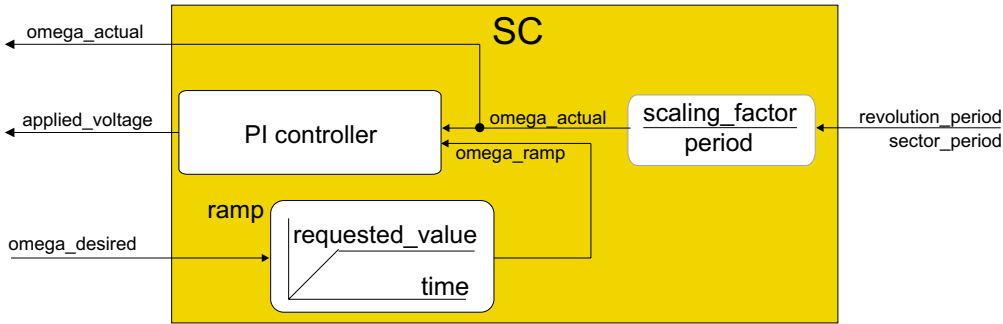 SC
omega_actual
applied_voltage
PI controller
omega_actual
omega_ramp
scaling_factor
period
revolution_period
sector_period
ramp
omega_desired
requested_value
time